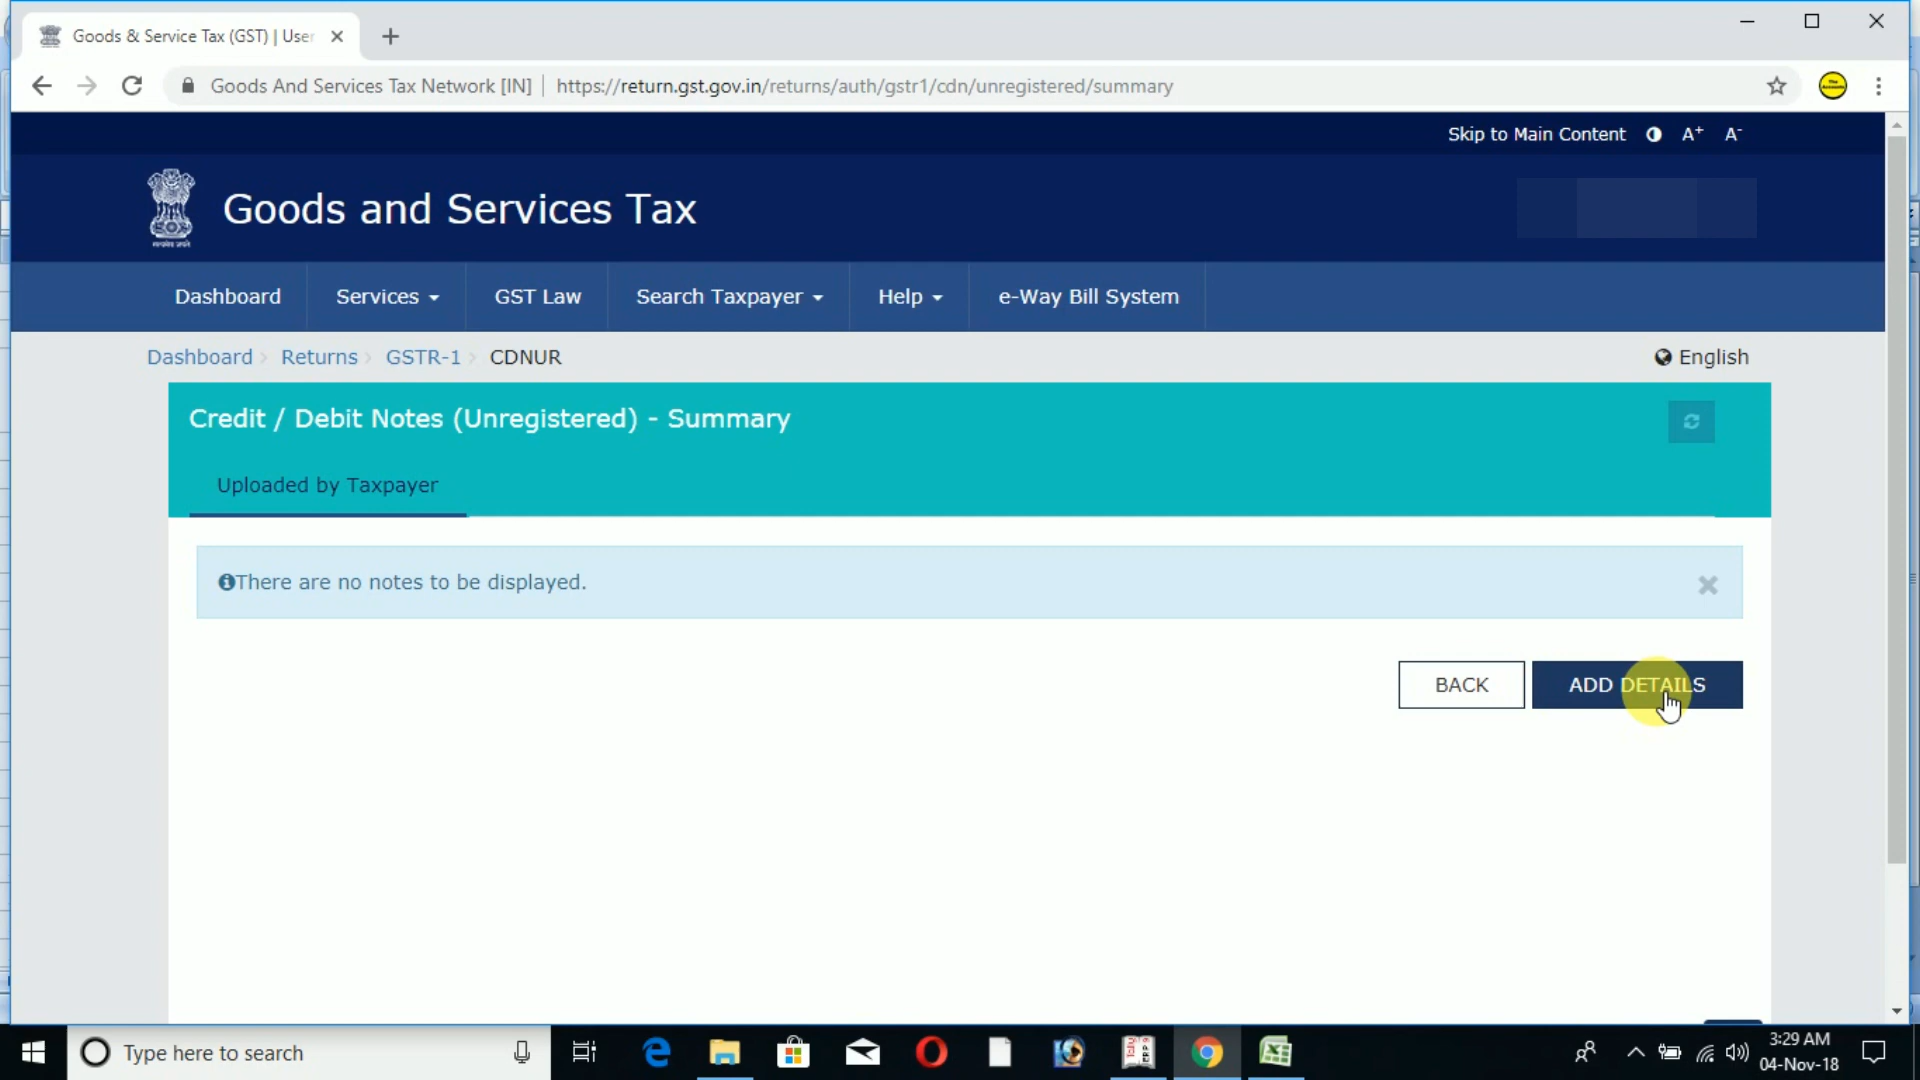 Goods & Service Tax (GST) | User
Goods And Services Tax Network [IN] https://return.gst.gov.in/returns/auth/gstr1/cdn/unregistered/summary
Skip to Main Content A+ A-
Goods and Services Tax
Dashboard Services GST Law Search Taxpayer Help e-Way Bill System
Dashboard Returns GSTR-1 CDNUR English
Credit / Debit Notes (Unregistered) - Summary
Uploaded by Taxpayer
There are no notes to be displayed.
BACK ADD DETAILS
Type here to search
3:29 AM
04-Nov-18